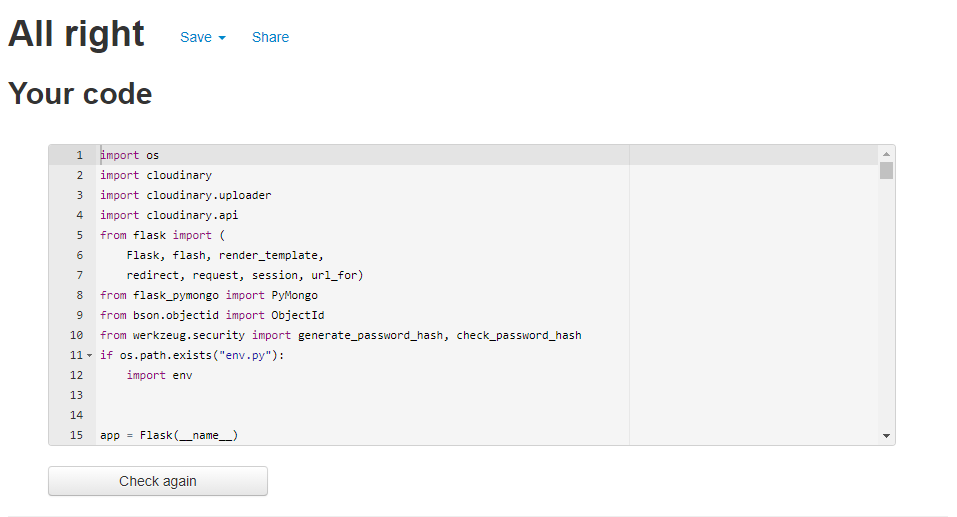 All right Save Share
Your code
1 import os
2 import cloudinary
3 import cloudinary.uploader
4 import cloudinary.api
5 from flask import (
6     Flask, flash, render_template,
7     redirect, request, session, url_for)
8 from flask_pymongo import PyMongo
9 from bson.objectid import ObjectId
10 from werkzeug.security import generate_password_hash, check_password_hash
11 if os.path.exists("env.py"):
12     import env
13
14
15 app = Flask(__name__)
Check again